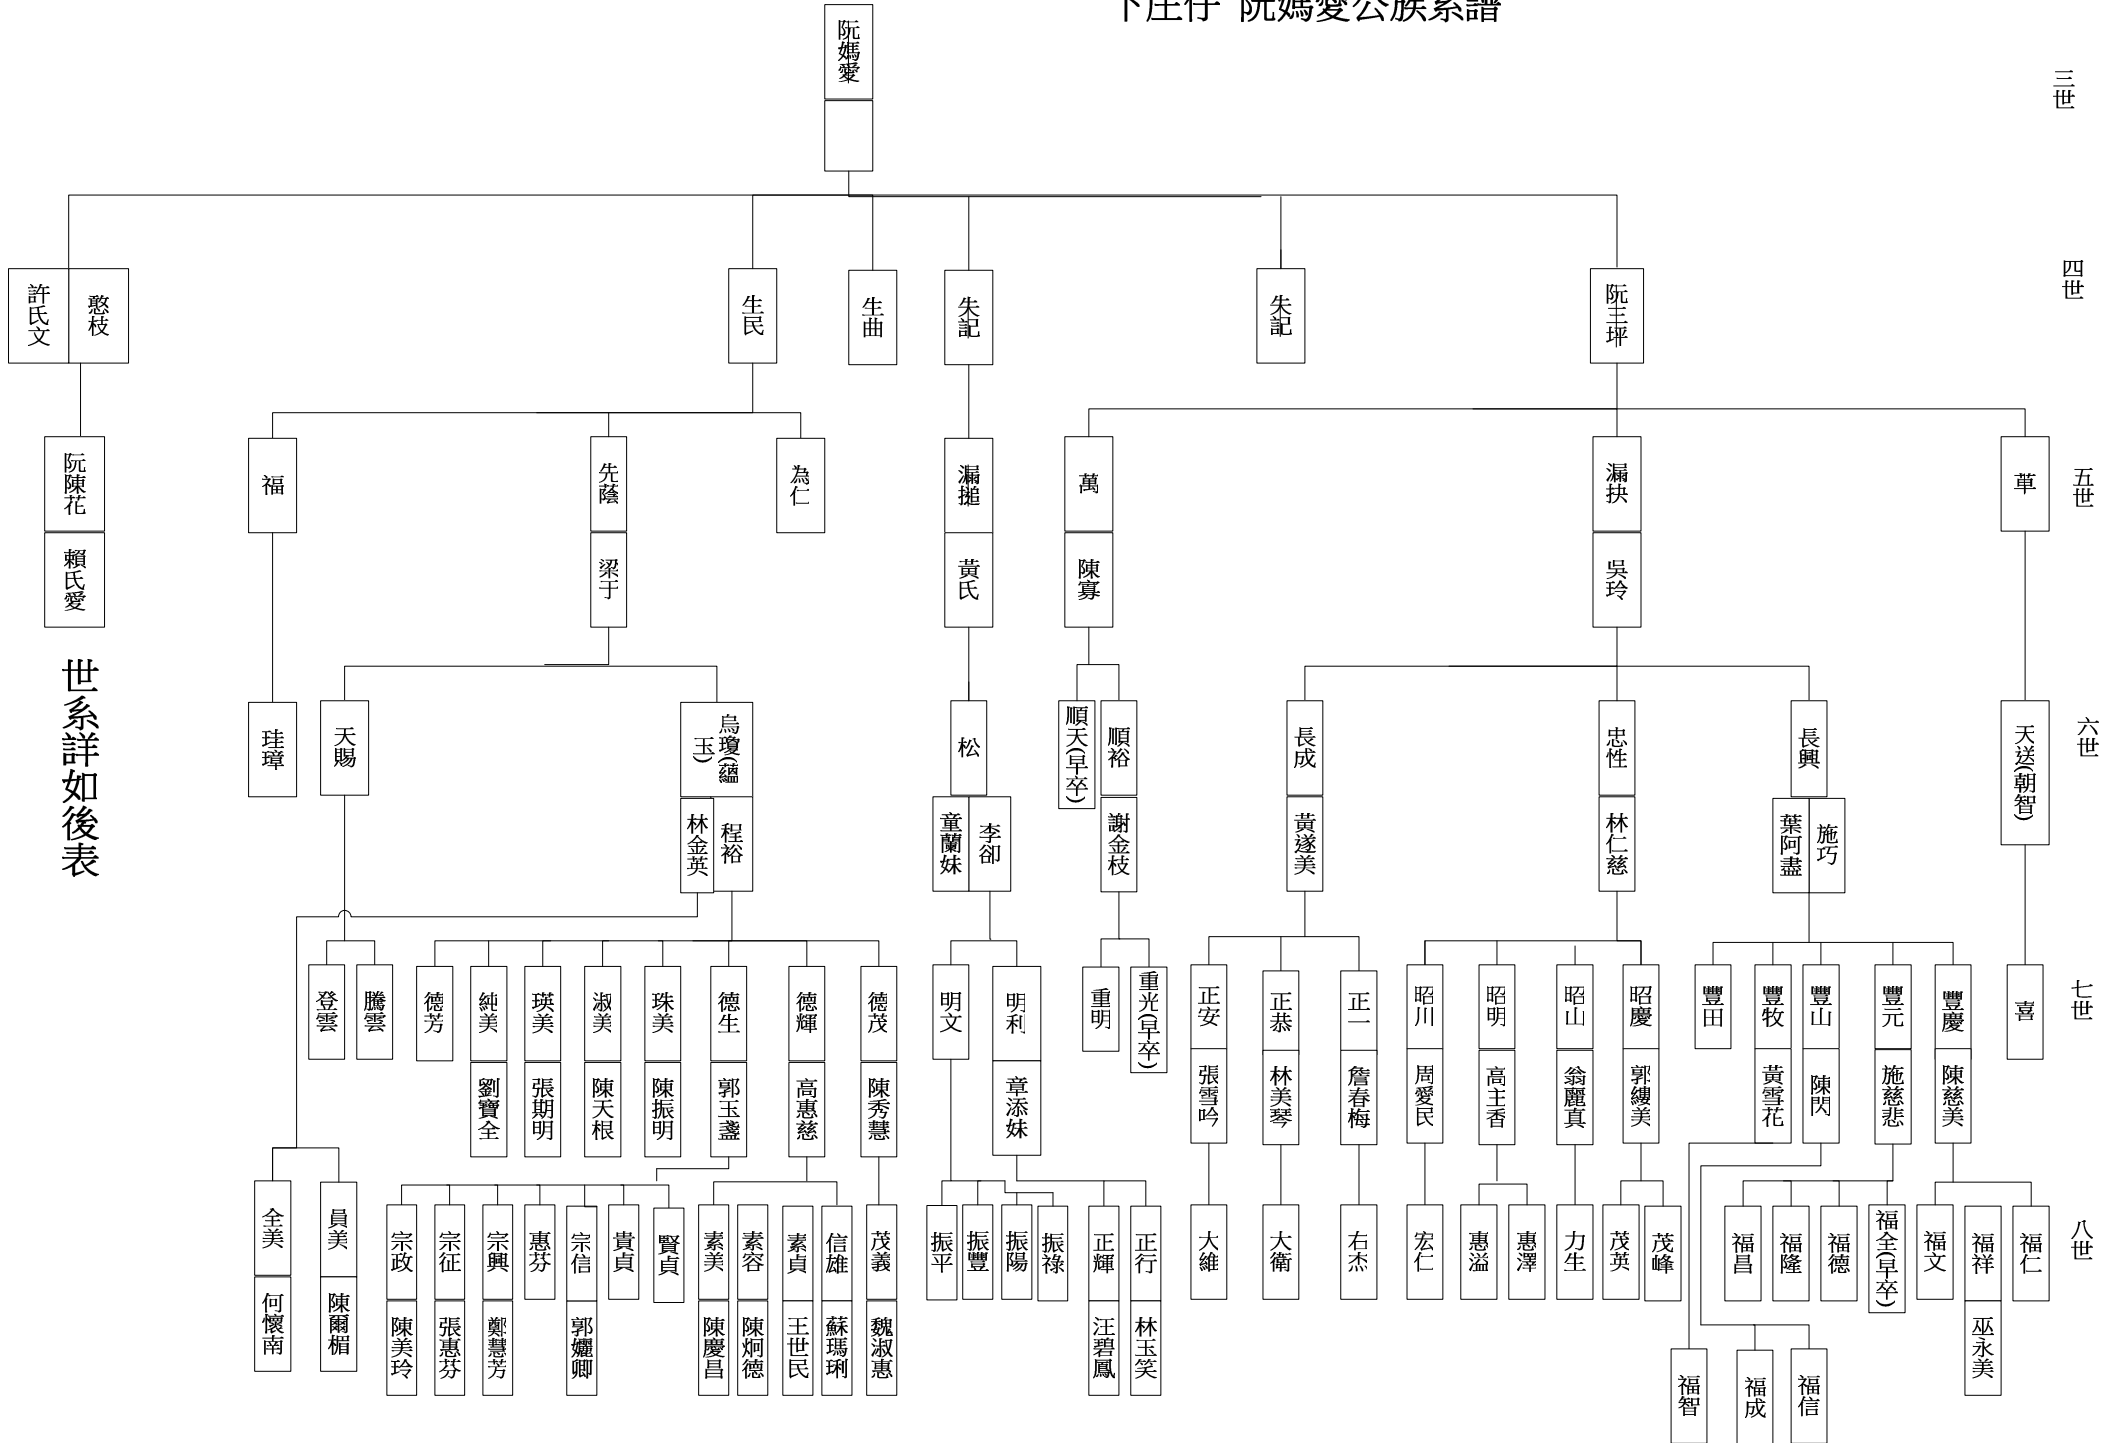 下庄仔 阮媽愛公族系譜
三世
阮媽愛
四世
阮三坪
失記
失記
生曲
生民
憨枝
許氏文
五世
華
漏抉
吳玲
萬
陳寡
漏搥
黃氏
為仁
先蔭
梁于
福
阮陳花
賴氏愛
世系詳如後表
六世
天送(朝智)
長興
施巧
葉阿盡
忠性
林仁慈
長成
黃遂美
順裕
謝金枝
順天(早卒)
松
李卻
童蘭妹
烏瓊(蘊
玉)
程裕
林金英
天賜
珪璋
七世
喜
豐慶
陳慈美
豐元
施慈悲
豐山
陳閃
豐牧
黃雪花
豐田
昭慶
郭縷美
昭山
翁麗真
昭明
高主香
昭川
周愛民
正一
詹春梅
正恭
林美琴
正安
張雪吟
重光(早卒)
重明
明利
章添妹
明文
德茂
陳秀慧
德輝
高惠慈
德生
郭玉盞
珠美
陳振明
淑美
陳天根
瑛美
張期明
純美
劉寶全
德芳
騰雲
登雲
八世
福仁
福祥
巫永美
福文
福全(早卒)
福德
福隆
福昌
福信
福成
福智
茂峰
茂英
力生
惠澤
惠溢
宏仁
右杰
大衛
大維
正行
林玉笑
正輝
汪碧鳳
振祿
振陽
振豐
振平
茂義
魏淑惠
信雄
蘇瑪琍
素貞
王世民
素容
陳炯德
素美
陳慶昌
賢貞
貴貞
宗信
郭孋卿
惠芬
宗興
鄭慧芳
宗征
張惠芬
宗政
陳美玲
員美
陳爾楣
全美
何懷南